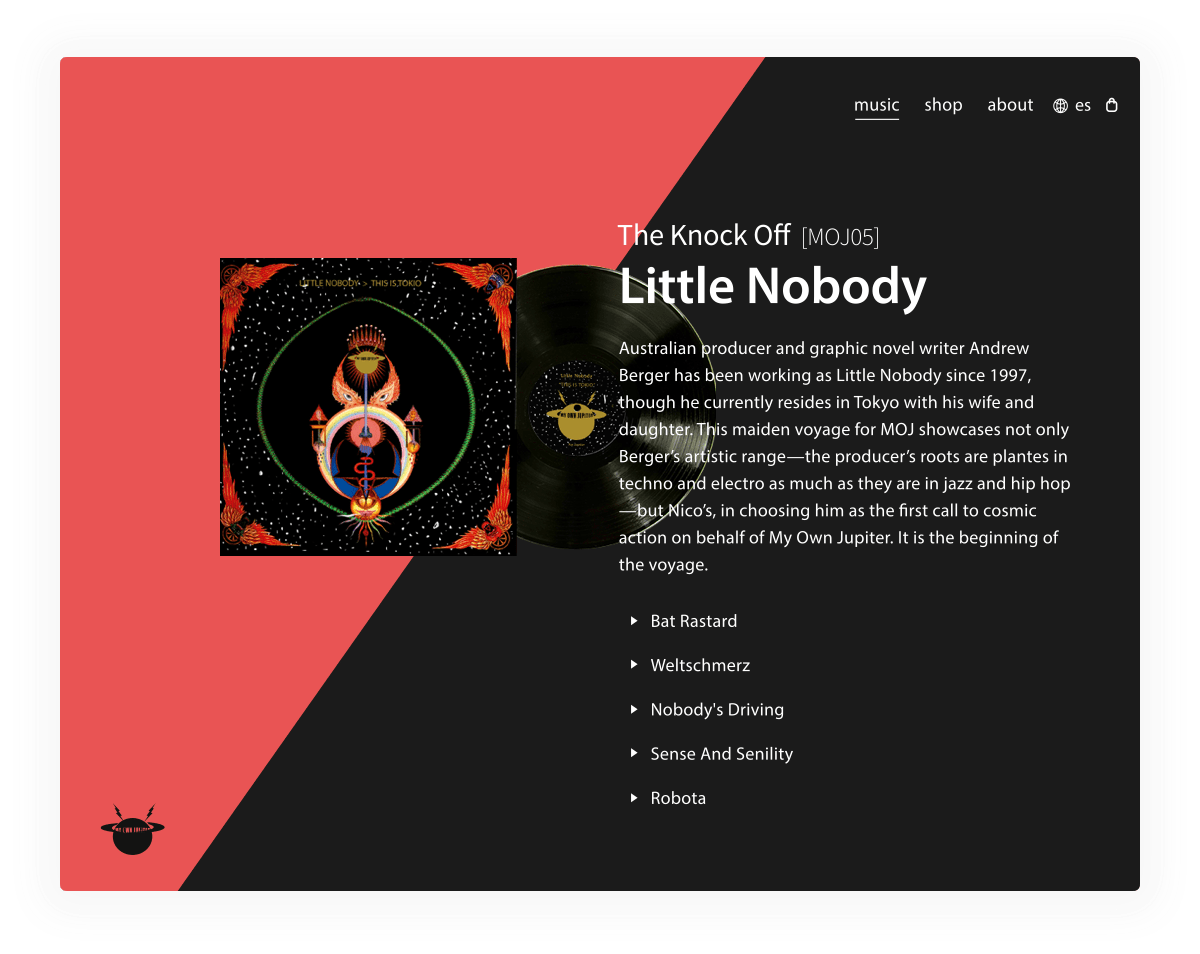 music shop about es
The Knock Off [MOJ05]
Little Nobody
LITTLE NOBODY > THIS IS TOKIO
Little Nobody
"THIS IS TOKIO"
MY OWN JUPITER
Australian producer and graphic novel writer Andrew
Berger has been working as Little Nobody since 1997,
though he currently resides in Tokyo with his wife and
daughter. This maiden voyage for MOJ showcases not only
Berger’s artistic range—the producer’s roots are plantes in
techno and electro as much as they are in jazz and hip hop
—but Nico’s, in choosing him as the first call to cosmic
action on behalf of My Own Jupiter. It is the beginning of
the voyage.
Bat Rastard
Weltschmerz
Nobody's Driving
Sense And Senility
Robota